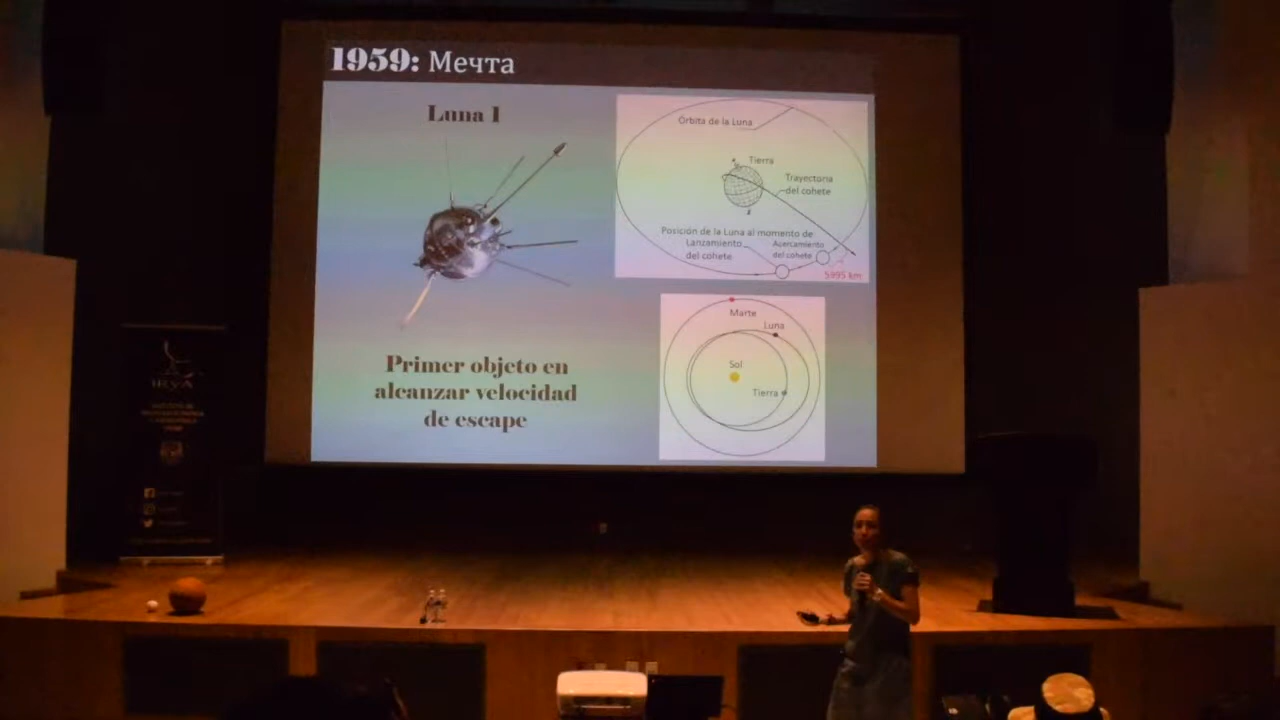 1959: Мечта
Luna 1
Primer objeto en
alcanzar velocidad
de escape
Órbita de la Luna
Tierra
Trayectoria
del cohete
Posición de la Luna al momento de
Lanzamiento
del cohete
Acercamiento
del cohete
5995 km
Marte
Luna
Sol
Tierra
IRyA